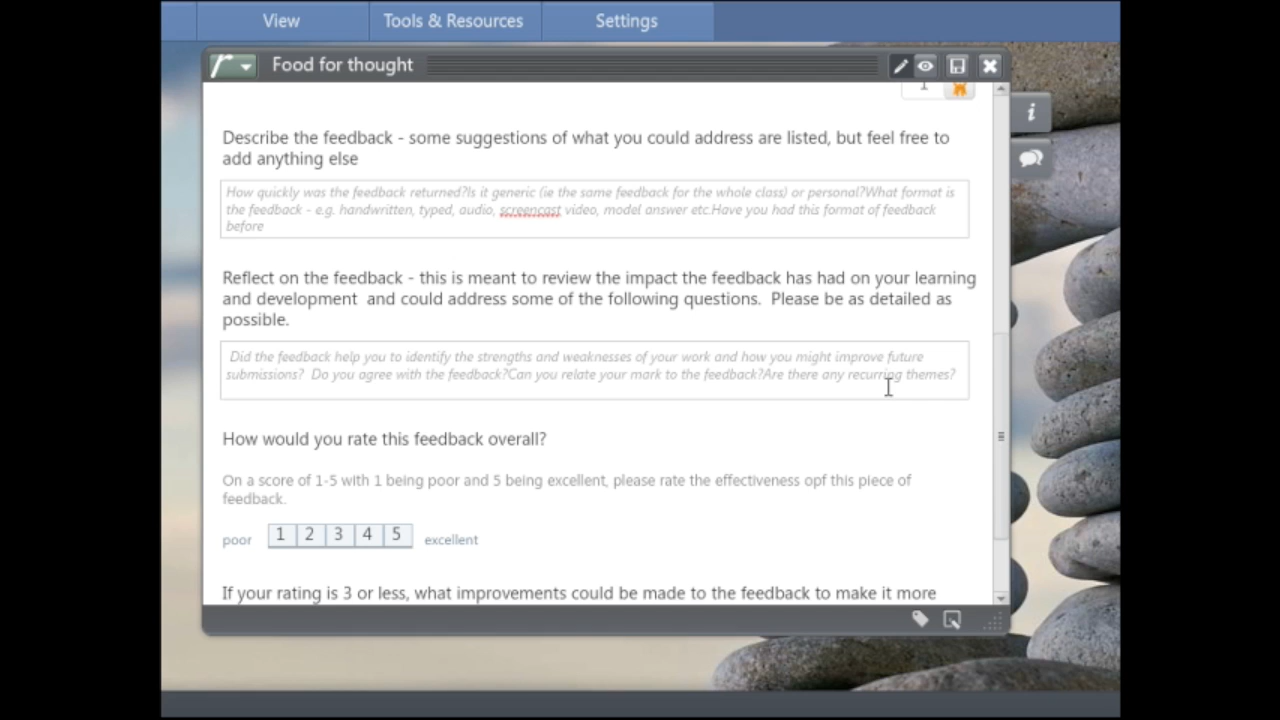 View Tools & Resources Settings
Food for thought
1
Describe the feedback - some suggestions of what you could address are listed, but feel free to
add anything else
How quickly was the feedback returned?Is it generic (ie the same feedback for the whole class) or personal?What format is
the feedback - e.g. handwritten, typed, audio, screencast video, model answer etc.Have you had this format of feedback
before
Reflect on the feedback - this is meant to review the impact the feedback has had on your learning
and development and could address some of the following questions. Please be as detailed as
possible.
Did the feedback help you to identify the strengths and weaknesses of your work and how you might improve future
submissions? Do you agree with the feedback?Can you relate your mark to the feedback?Are there any recurring themes?
How would you rate this feedback overall?
On a score of 1-5 with 1 being poor and 5 being excellent, please rate the effectiveness opf this piece of
feedback.
poor 1 2 3 4 5 excellent
If your rating is 3 or less, what improvements could be made to the feedback to make it more